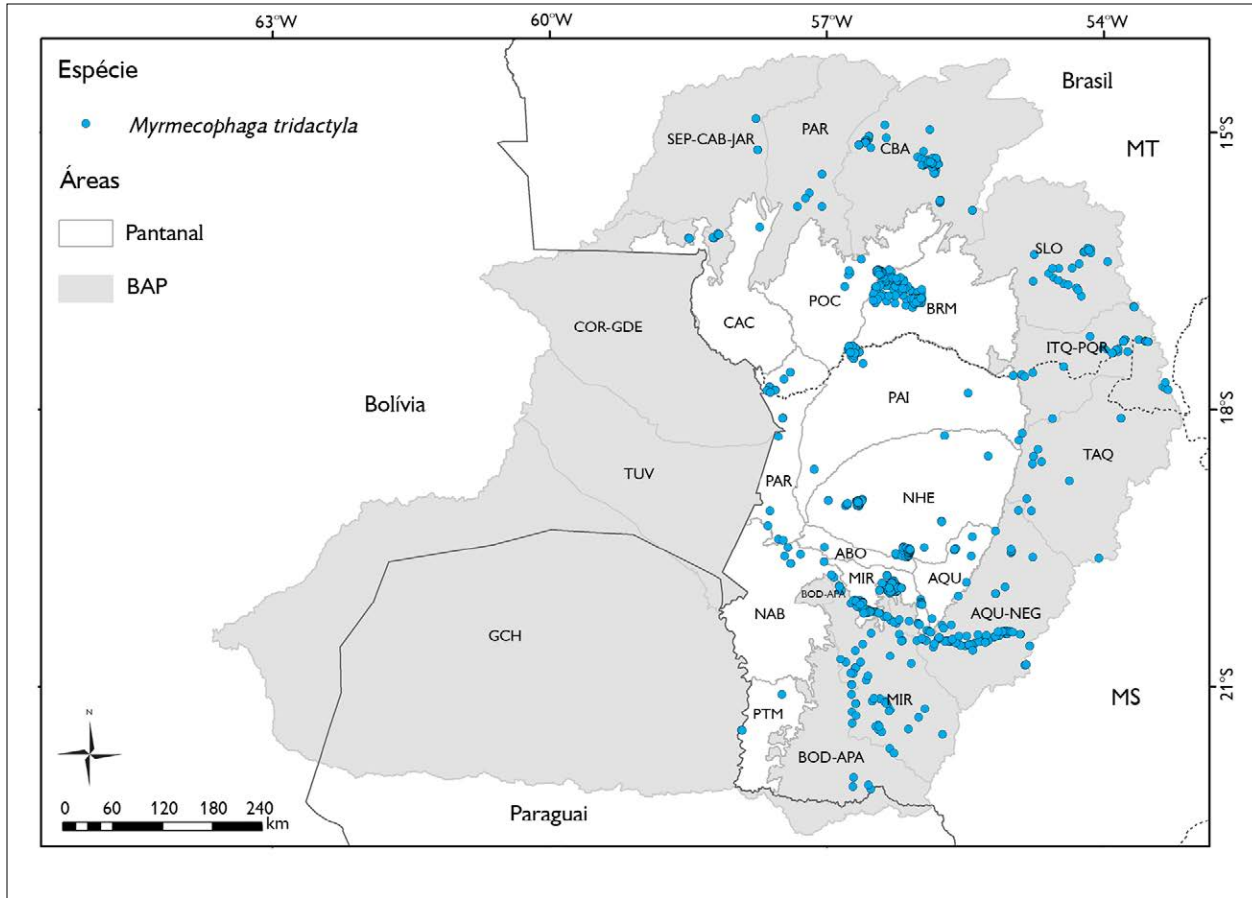 63°W
60°W
57°W
54°W
Espécie
Myrmecophaga tridactyla
Áreas
Pantanal
BAP
Brasil
MT
15°S
SEP-CAB-JAR
PAR
CBA
SLO
COR-GDE
CAC
POC
BRM
ITQ-PQR
Bolívia
PAI
18°S
TUV
PAR
NHE
TAQ
ABO
MIR
AQU
BOD-APA
AQU-NEG
NAB
GCH
21°S
MS
PTM
MIR
BOD-APA
N
0 60 120 180 240
km
Paraguai